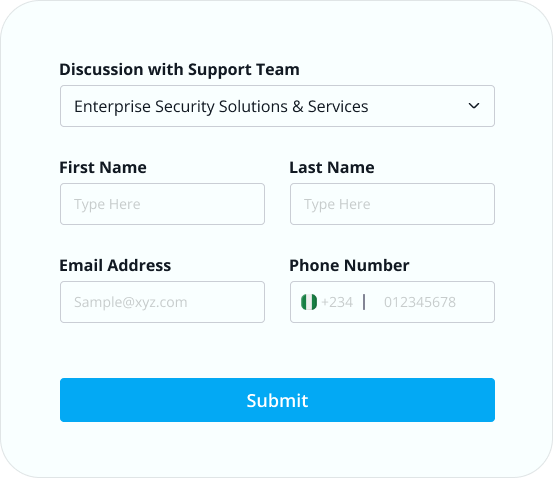 Discussion with Support Team
Enterprise Security Solutions & Services
First Name
Last Name
Type Here
Type Here
Email Address
Phone Number
Sample@xyz.com
+234 | 012345678
Submit